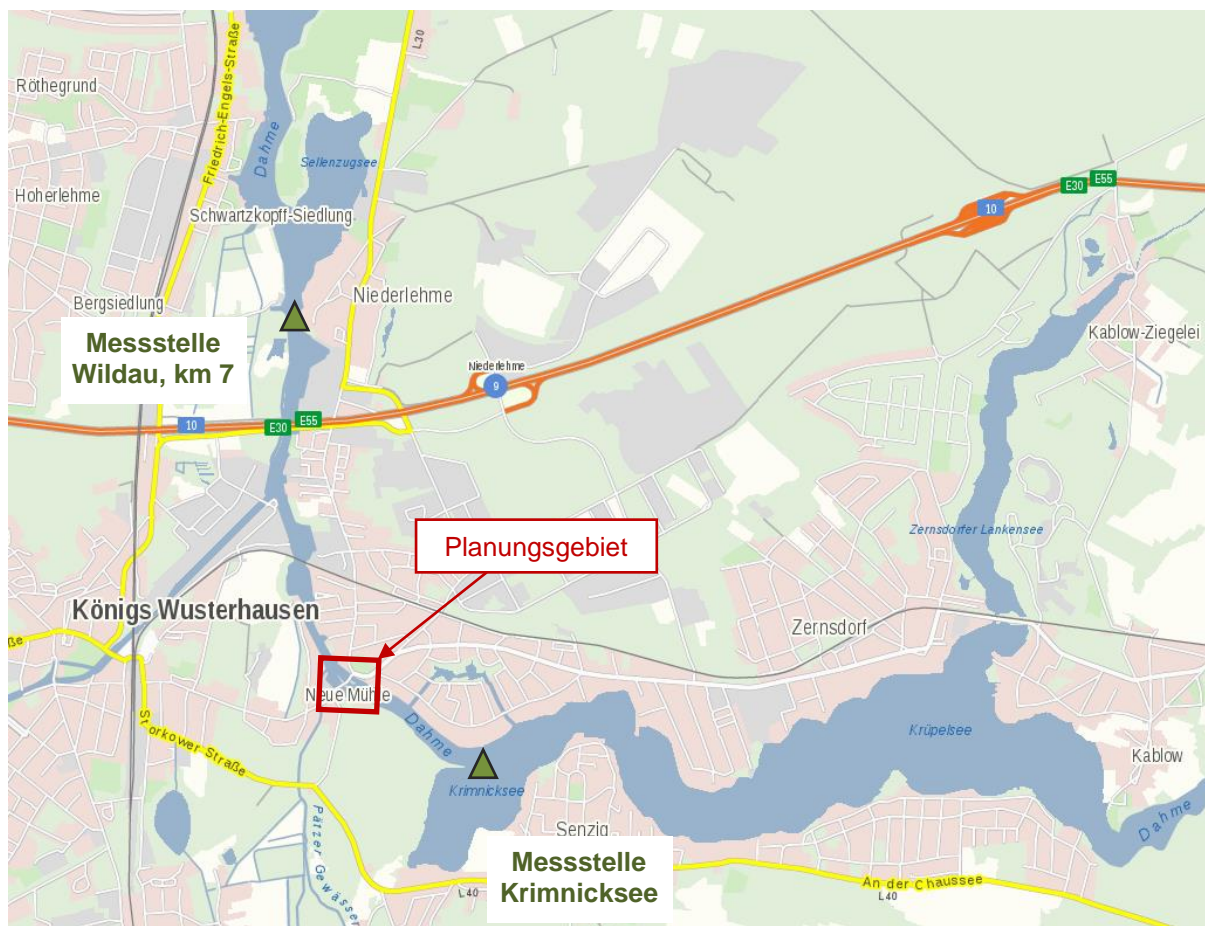 L30
Röthegrund
Friedrich-Engels-Straße
Dahme
Sellenzugsee
E30
E55
10
Hoherlehme
Schwartzkopff-Siedlung
Niederlehme
Bergsiedlung
Messstelle
Wildau, km 7
Kablow-Ziegelei
Niederlehme
9
10
E30
E55
Zernsdorfer Lankensee
Planungsgebiet
Königs Wusterhausen
Zernsdorf
aße
Neue Mühle
Storkower Straße
Dahme
Krüpelsee
Kablow
Krimnicksee
Dahme
Pätzer Gewässer
Senzig
Messstelle
Krimnicksee
L40
An der Chaussee
L40